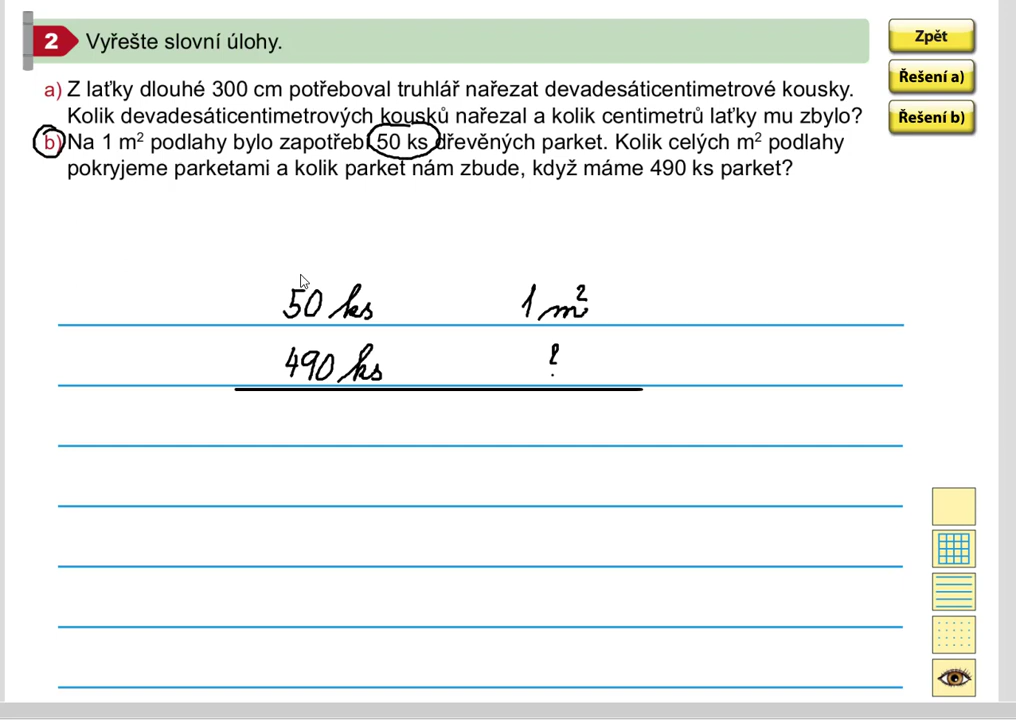 2 Vyřešte slovní úlohy.
Zpět
Řešení a)
Řešení b)
a) Z laťky dlouhé 300 cm potřeboval truhlář nařezat devadesáticentimetrové kousky.
Kolik devadesáticentimetrových kousků nařezal a kolik centimetrů laťky mu zbylo?
b) Na 1 m² podlahy bylo zapotřebí 50 ks dřevěných parket. Kolik celých m² podlahy
pokryjeme parketami a kolik parket nám zbude, když máme 490 ks parket?
50 ks 1 m²
490 ks ?